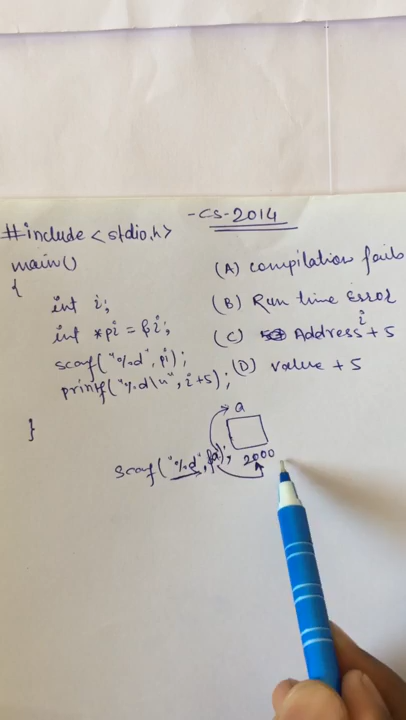 -CS-2014
#include <stdio.h>
main()
{
int i;
int *pi = &i;
scanf("%d", pi);
printf("%d\n", i+5);
}
(A) compilation fails
(B) Run time Error
(C) Address i + 5
(D) value + 5
a
scanf("%d", &a);
2000